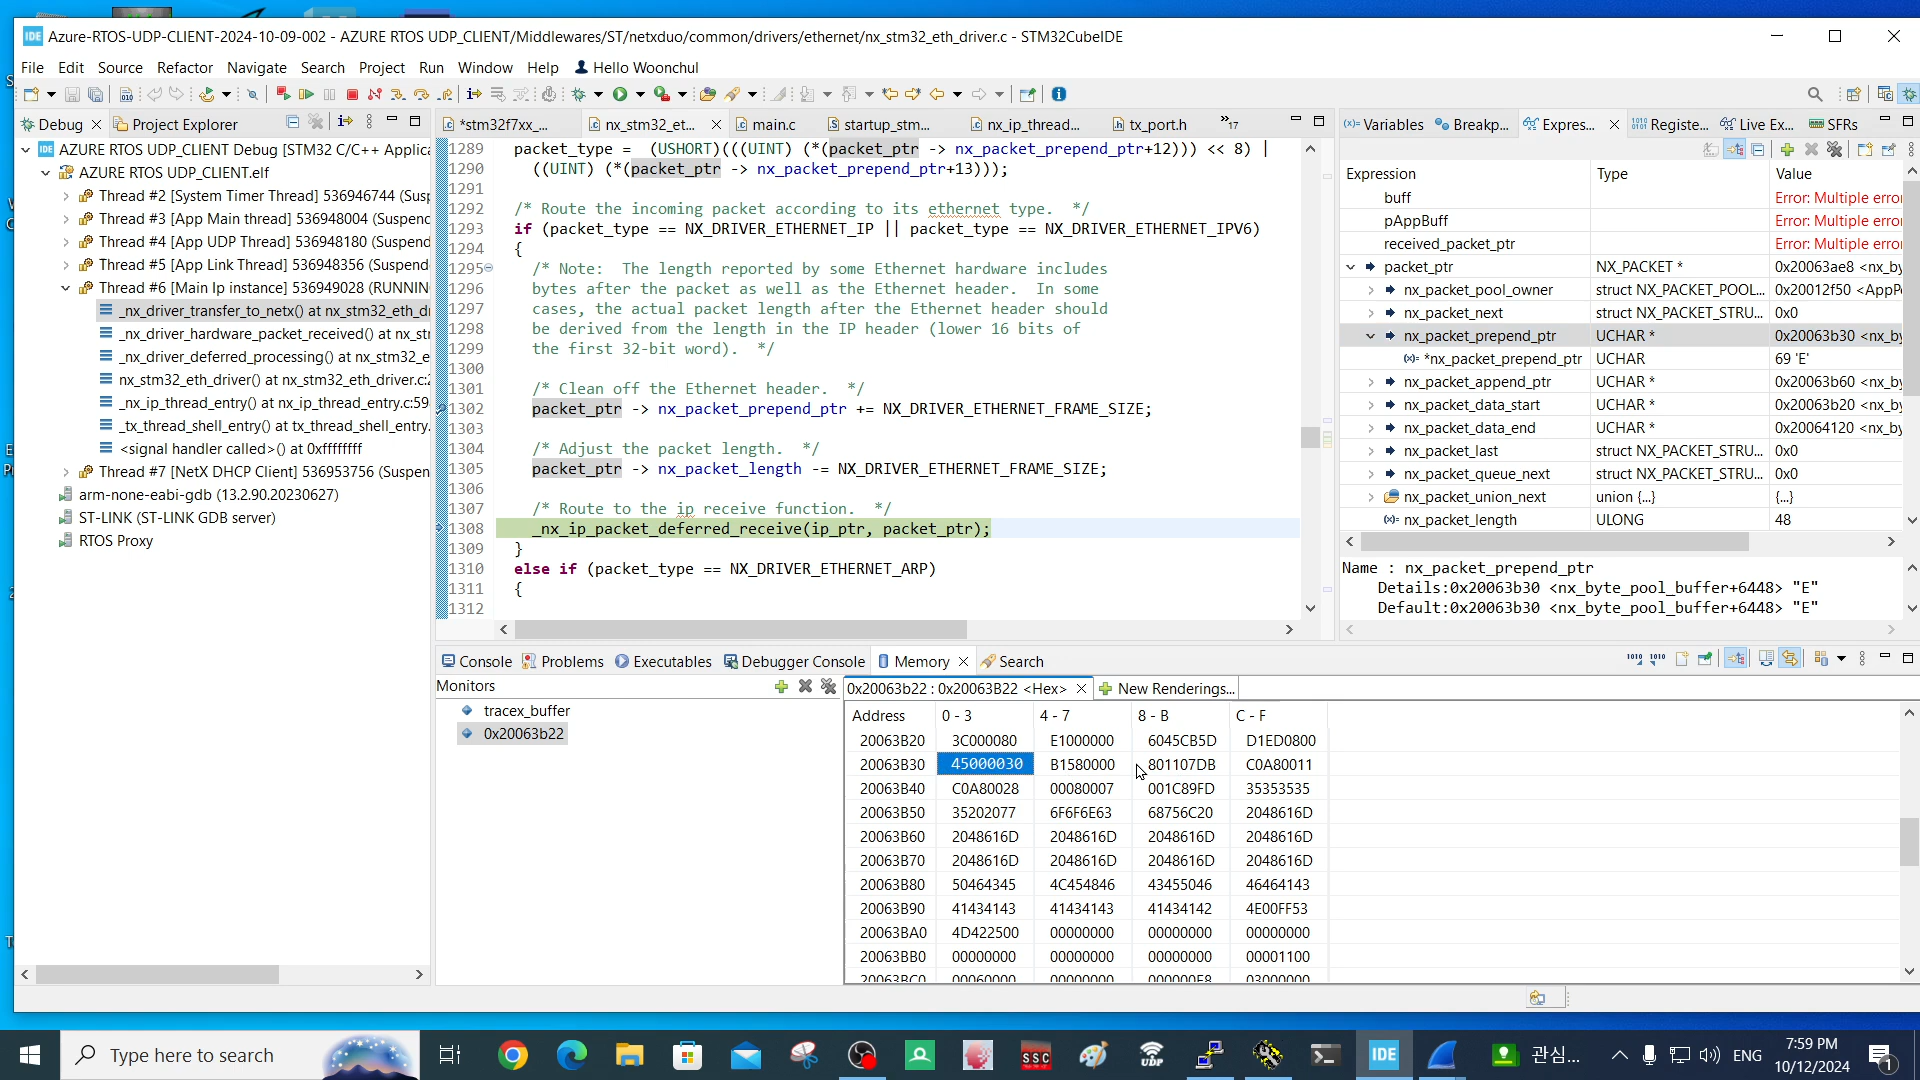 IDE Azure-RTOS-UDP-CLIENT-2024-10-09-002 - AZURE RTOS UDP_CLIENT/Middlewares/ST/netxduo/common/drivers/ethernet/nx_stm32_eth_driver.c - STM32CubeIDE
File Edit Source Refactor Navigate Search Project Run Window Help Hello Woonchul
Debug Project Explorer
AZURE RTOS UDP_CLIENT Debug [STM32 C/C++ Applica
AZURE RTOS UDP_CLIENT.elf
Thread #2 [System Timer Thread] 536946744 (Susp
Thread #3 [App Main thread] 536948004 (Suspenc
Thread #4 [App UDP Thread] 536948180 (Suspend
Thread #5 [App Link Thread] 536948356 (Suspend
Thread #6 [Main Ip instance] 536949028 (RUNNIN
_nx_driver_transfer_to_netx() at nx_stm32_eth_dr
_nx_driver_hardware_packet_received() at nx_str
_nx_driver_deferred_processing() at nx_stm32_e
nx_stm32_eth_driver() at nx_stm32_eth_driver.c:2
_nx_ip_thread_entry() at nx_ip_thread_entry.c:59
_tx_thread_shell_entry() at tx_thread_shell_entry.
<signal handler called>() at 0xffffffff
Thread #7 [NetX DHCP Client] 536953756 (Suspen
arm-none-eabi-gdb (13.2.90.20230627)
ST-LINK (ST-LINK GDB server)
RTOS Proxy
*stm32f7xx_... nx_stm32_et... main.c startup_stm... nx_ip_thread... tx_port.h »17
1289 packet_type = (USHORT)(((UINT) (*(packet_ptr -> nx_packet_prepend_ptr+12))) << 8) |
1290 ((UINT) (*(packet_ptr -> nx_packet_prepend_ptr+13)));
1291
1292 /* Route the incoming packet according to its ethernet type. */
1293 if (packet_type == NX_DRIVER_ETHERNET_IP || packet_type == NX_DRIVER_ETHERNET_IPV6)
1294 {
1295 /* Note: The length reported by some Ethernet hardware includes
1296 bytes after the packet as well as the Ethernet header. In some
1297 cases, the actual packet length after the Ethernet header should
1298 be derived from the length in the IP header (lower 16 bits of
1299 the first 32-bit word). */
1300
1301 /* Clean off the Ethernet header. */
1302 packet_ptr -> nx_packet_prepend_ptr += NX_DRIVER_ETHERNET_FRAME_SIZE;
1303
1304 /* Adjust the packet length. */
1305 packet_ptr -> nx_packet_length -= NX_DRIVER_ETHERNET_FRAME_SIZE;
1306
1307 /* Route to the ip receive function. */
1308 _nx_ip_packet_deferred_receive(ip_ptr, packet_ptr);
1309 }
1310 else if (packet_type == NX_DRIVER_ETHERNET_ARP)
1311 {
1312
(x)= Variables Breakp... Expres... Registe... Live Ex... SFRs
Expression Type Value
buff Error: Multiple erro
pAppBuff Error: Multiple erro
received_packet_ptr Error: Multiple erro
packet_ptr NX_PACKET * 0x20063ae8 <nx_by
nx_packet_pool_owner struct NX_PACKET_POOL... 0x20012f50 <AppP
nx_packet_next struct NX_PACKET_STRU... 0x0
nx_packet_prepend_ptr UCHAR * 0x20063b30 <nx_by
(x)= *nx_packet_prepend_ptr UCHAR 69 'E'
nx_packet_append_ptr UCHAR * 0x20063b60 <nx_by
nx_packet_data_start UCHAR * 0x20063b20 <nx_by
nx_packet_data_end UCHAR * 0x20064120 <nx_by
nx_packet_last struct NX_PACKET_STRU... 0x0
nx_packet_queue_next struct NX_PACKET_STRU... 0x0
nx_packet_union_next union {...} {...}
(x)= nx_packet_length ULONG 48
Name : nx_packet_prepend_ptr
Details:0x20063b30 <nx_byte_pool_buffer+6448> "E"
Default:0x20063b30 <nx_byte_pool_buffer+6448> "E"
Console Problems Executables Debugger Console Memory Search
Monitors
tracex_buffer
0x20063b22
0x20063b22 : 0x20063B22 <Hex> New Renderings...
Address 0 - 3 4 - 7 8 - B C - F
20063B20 3C000080 E1000000 6045CB5D D1ED0800
20063B30 45000030 B1580000 801107DB C0A80011
20063B40 C0A80028 00080007 001C89FD 35353535
20063B50 35202077 6F6F6E63 68756C20 2048616D
20063B60 2048616D 2048616D 2048616D 2048616D
20063B70 2048616D 2048616D 2048616D 2048616D
20063B80 50464345 4C454846 43455046 46464143
20063B90 41434143 41434143 41434142 4E00FF53
20063BA0 4D422500 00000000 00000000 00000000
20063BB0 00000000 00000000 00000000 00001100
20063BC0 00060000 00000000 000000E8 03000000
Type here to search
SSC
UDP
IDE
관심... ENG
7:59 PM
10/12/2024
1